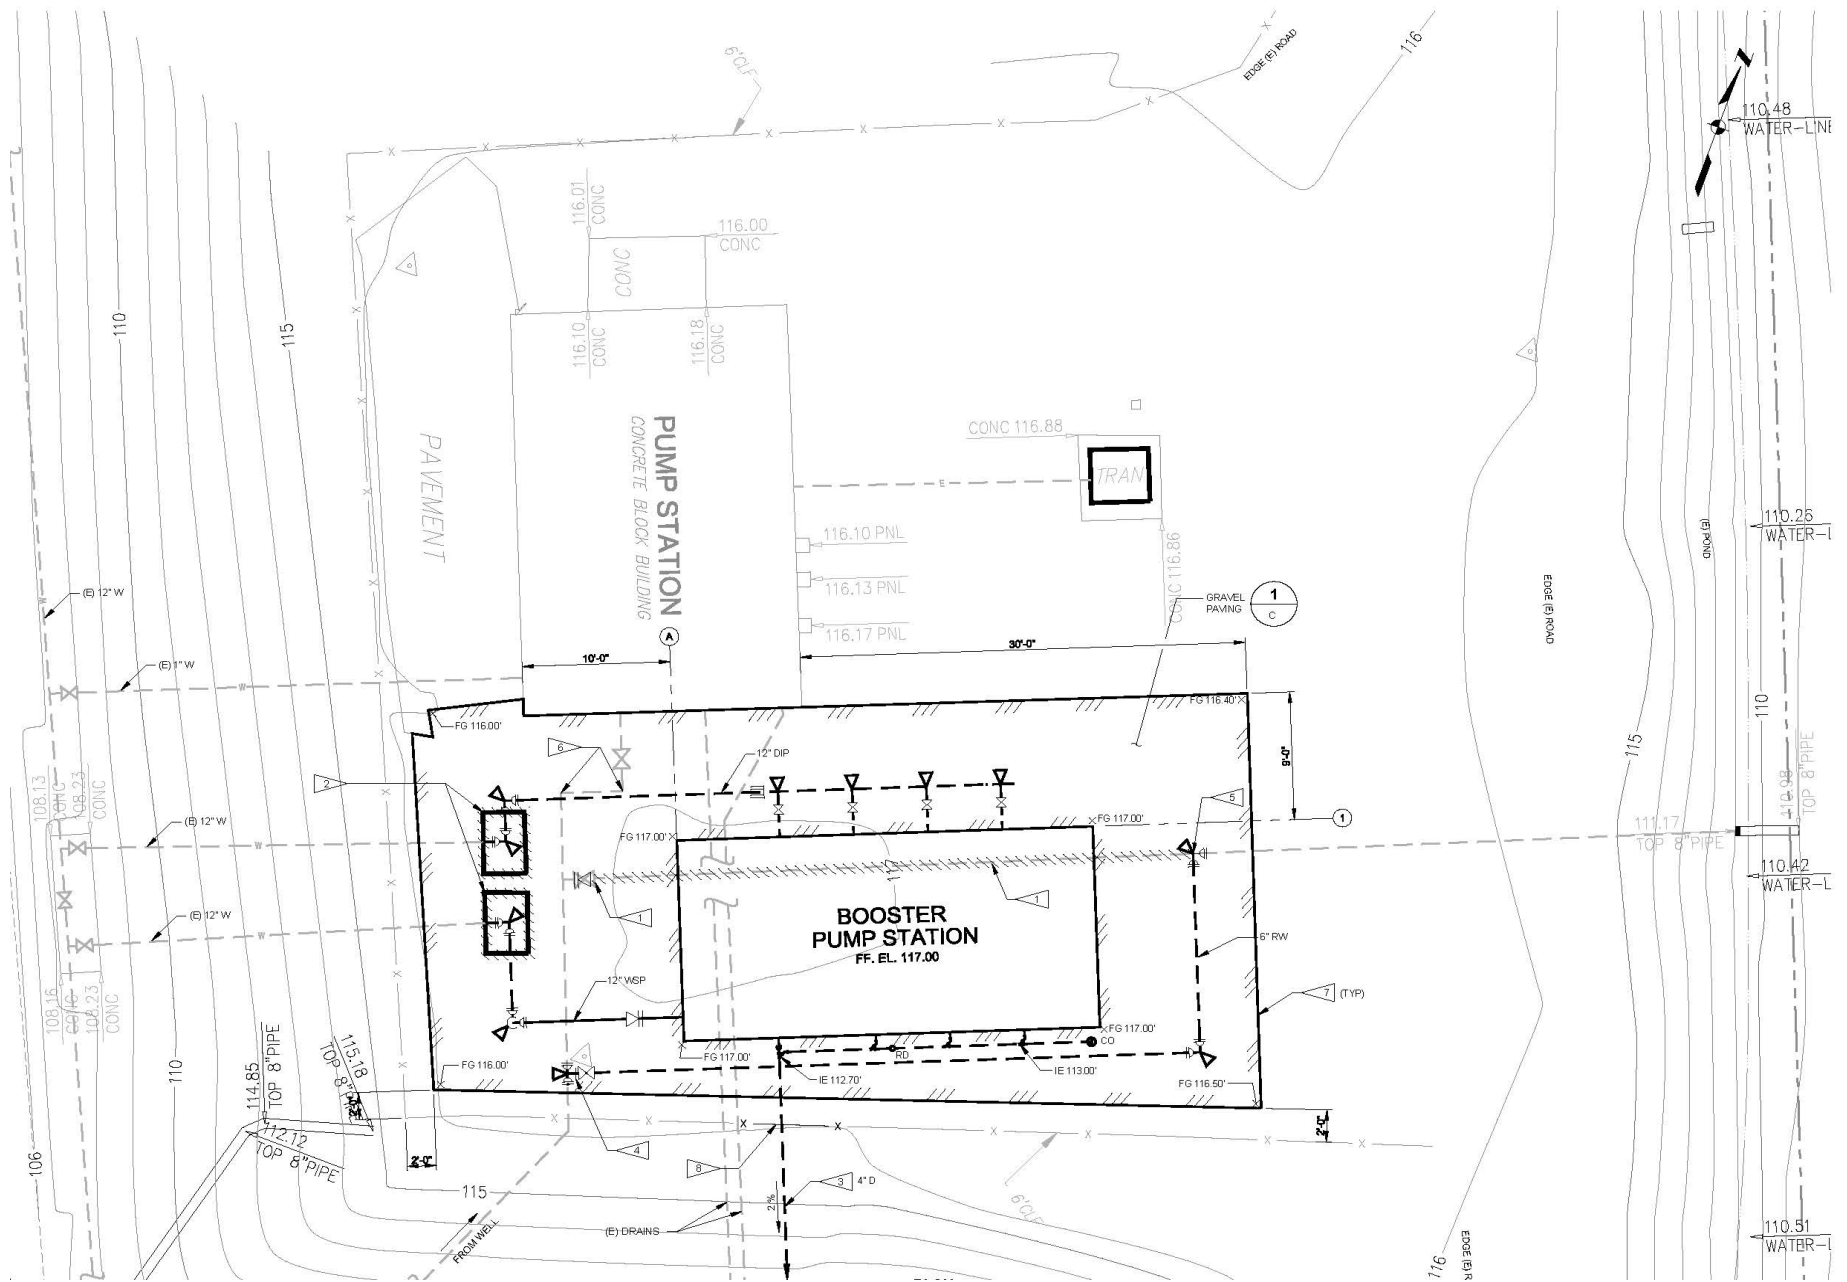 6'CLF
EDGE (E) ROAD
116
Z
110.48
WATER-LINE
116.01
CONC
116.00
CONC
CONC
110
115
116.10
CONC
116.18
CONC
PAVEMENT
PUMP STATION
CONCRETE BLOCK BUILDING
CONC 116.88
TRAN
E
116.10 PNL
116.13 PNL
116.17 PNL
CONC 116.86
(E) POND
110.26
WATER-L
EDGE (E) ROAD
GRAVEL
PAVING
1
C
(E) 12" W
(E) 1" W
W
A
10'-0"
30'-0"
FG 116.00'
FG 116.40'
9'-0"
6
12" DIP
2
5
115
110
110.98
TOP 8"PIPE
108.13
CONC
108.23
CONC
(E) 12" W
W
FG 117.00'
FG 117.00'
1
111.17
TOP 8"PIPE
110.42
WATER-L
117
1
1
(E) 12" W
W
BOOSTER
PUMP STATION
FF. EL. 117.00
6" RW
12" WSP
7
(TYP)
108.16
CONC
108.23
CONC
FG 117.00'
FG 117.00'
RD
CO
IE 112.70'
IE 113.00'
FG 116.00'
FG 116.50'
110
114.85
TOP 8"PIPE
115.18
TOP 8"PIPE
2'-0"
112.12
TOP 8"PIPE
2'-0"
2'-0"
4
8
3
4" D
2%
106
115
(E) DRAINS
FROM WELL
6'CLF
116
EDGE (E) R
110.51
WATER-L